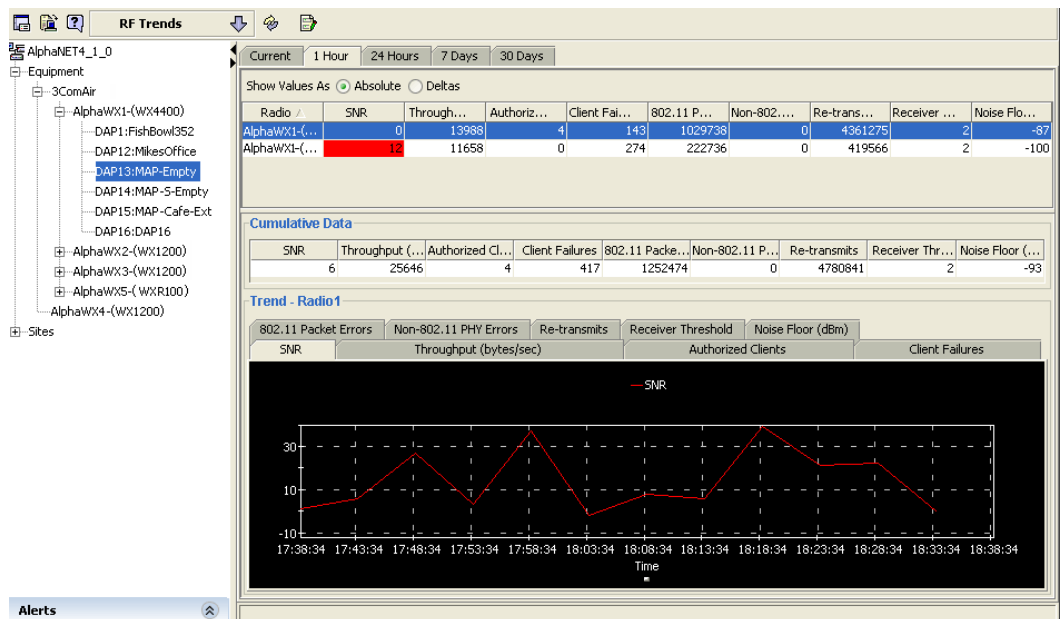 RF Trends
AlphaNET4_1_0
Equipment
3ComAir
AlphaWX1-(WX4400)
DAP1:FishBowl352
DAP12:MikesOffice
DAP13:MAP-Empty
DAP14:MAP-S-Empty
DAP15:MAP-Cafe-Ext
DAP16:DAP16
AlphaWX2-(WX1200)
AlphaWX3-(WX1200)
AlphaWX5-( WXR100)
AlphaWX4-(WX1200)
Sites
Alerts
Current 1 Hour 24 Hours 7 Days 30 Days
Show Values As Absolute Deltas
Radio SNR Through... Authoriz... Client Fai... 802.11 P... Non-802.... Re-trans... Receiver ... Noise Flo...
AlphaWX1-(... 0 13988 4 143 1029738 0 4361275 2 -87
AlphaWX1-(... 12 11658 0 274 222736 0 419566 2 -100
Cumulative Data
SNR Throughput (... Authorized Cl... Client Failures 802.11 Packe... Non-802.11 P... Re-transmits Receiver Thr... Noise Floor (...
6 25646 4 417 1252474 0 4780841 2 -93
Trend - Radio1
802.11 Packet Errors Non-802.11 PHY Errors Re-transmits Receiver Threshold Noise Floor (dBm)
SNR Throughput (bytes/sec) Authorized Clients Client Failures
SNR
30
10
-10
17:38:34 17:43:34 17:48:34 17:53:34 17:58:34 18:03:34 18:08:34 18:13:34 18:18:34 18:23:34 18:28:34 18:33:34 18:38:34
Time